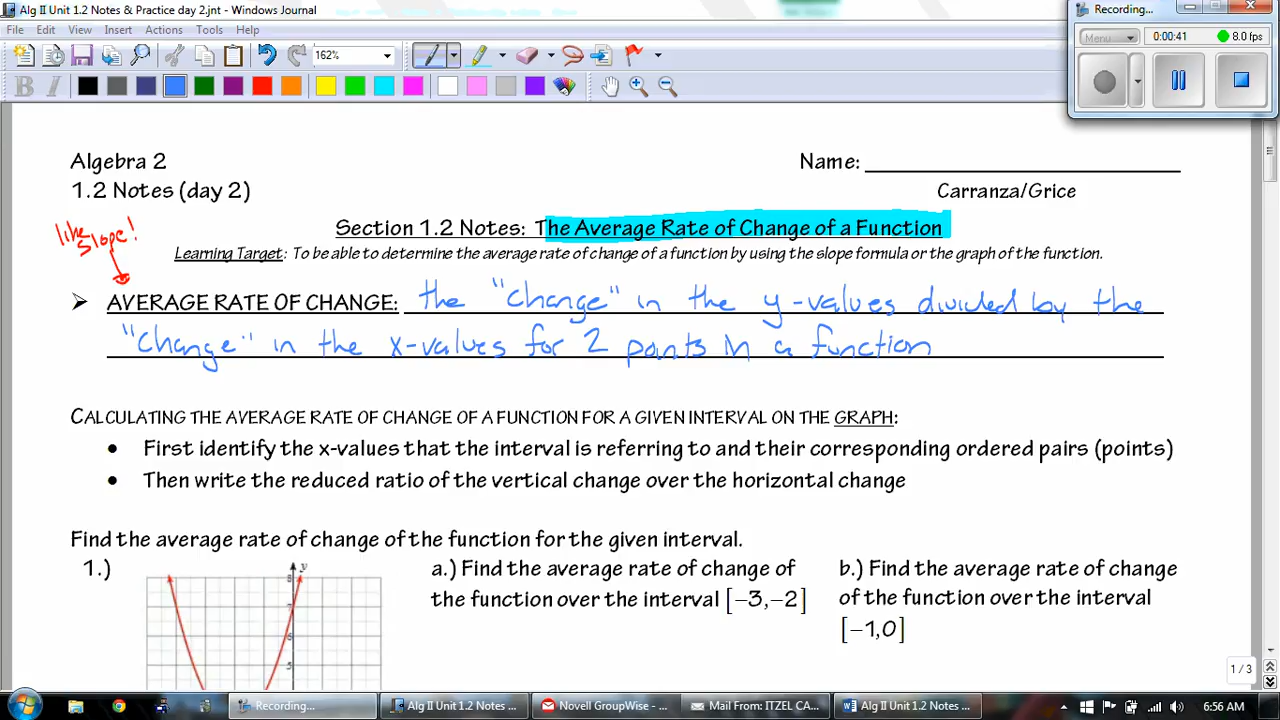 Alg II Unit 1.2 Notes & Practice day 2.jnt - Windows Journal
Recording...
File Edit View Insert Actions Tools Help
Menu
0:00:41
8.0 fps
162%
B I
Algebra 2
Name:
1.2 Notes (day 2)
Carranza/Grice
like slope!
Section 1.2 Notes: The Average Rate of Change of a Function
Learning Target: To be able to determine the average rate of change of a function by using the slope formula or the graph of the function.
AVERAGE RATE OF CHANGE: the "change" in the y-values divided by the
"change" in the x-values for 2 points in a function
CALCULATING THE AVERAGE RATE OF CHANGE OF A FUNCTION FOR A GIVEN INTERVAL ON THE GRAPH:
• First identify the x-values that the interval is referring to and their corresponding ordered pairs (points)
• Then write the reduced ratio of the vertical change over the horizontal change
Find the average rate of change of the function for the given interval.
1.)
y
a.) Find the average rate of change of
the function over the interval [−3,−2]
b.) Find the average rate of change
of the function over the interval
[−1,0]
1 / 3
Recording...
Alg II Unit 1.2 Notes ...
Novell GroupWise - ...
Mail From: ITZEL CA...
Alg II Unit 1.2 Notes ...
6:56 AM